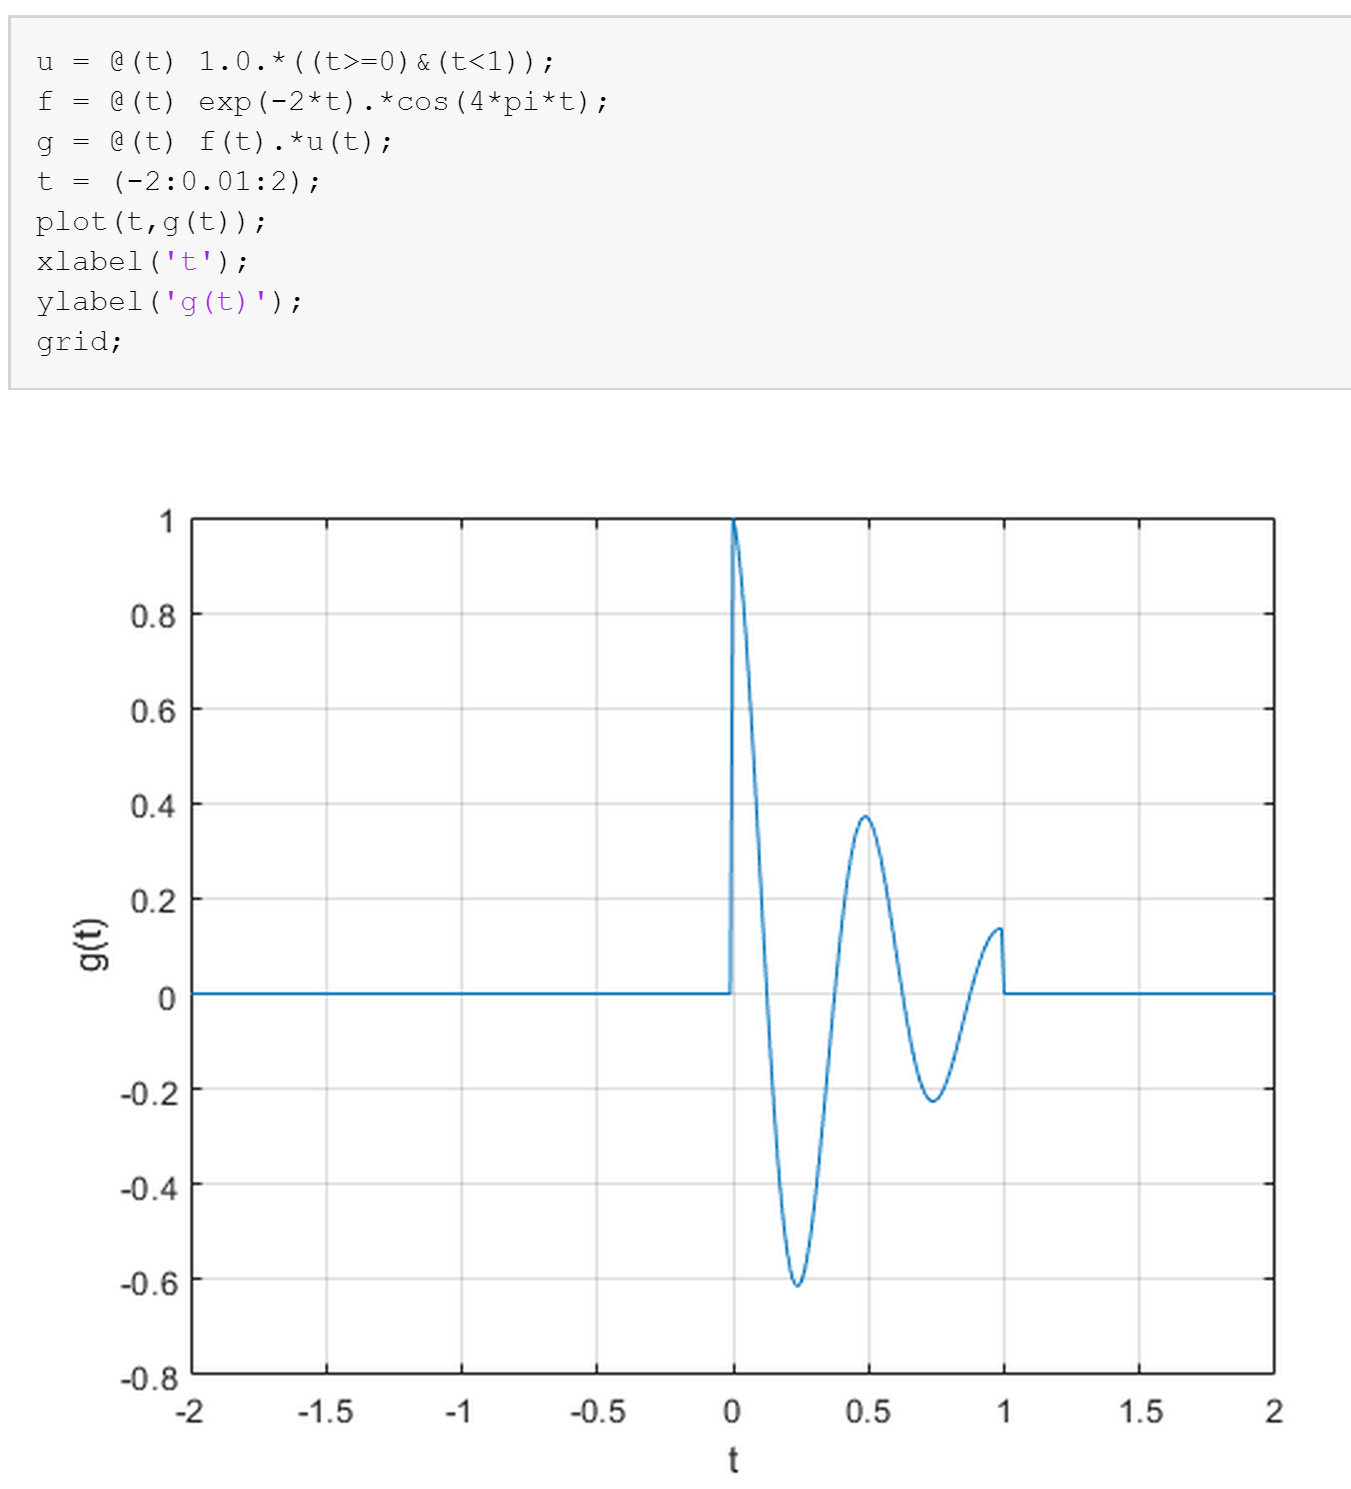 u = @(t) 1.0.*((t>=0)&(t<1));
f = @(t) exp(-2*t).*cos(4*pi*t);
g = @(t) f(t).*u(t);
t = (-2:0.01:2);
plot(t,g(t));
xlabel('t');
ylabel('g(t)');
grid;
1
0.8
0.6
0.4
0.2
0
-0.2
-0.4
-0.6
-0.8
g(t)
-2 -1.5 -1 -0.5 0 0.5 1 1.5 2
t